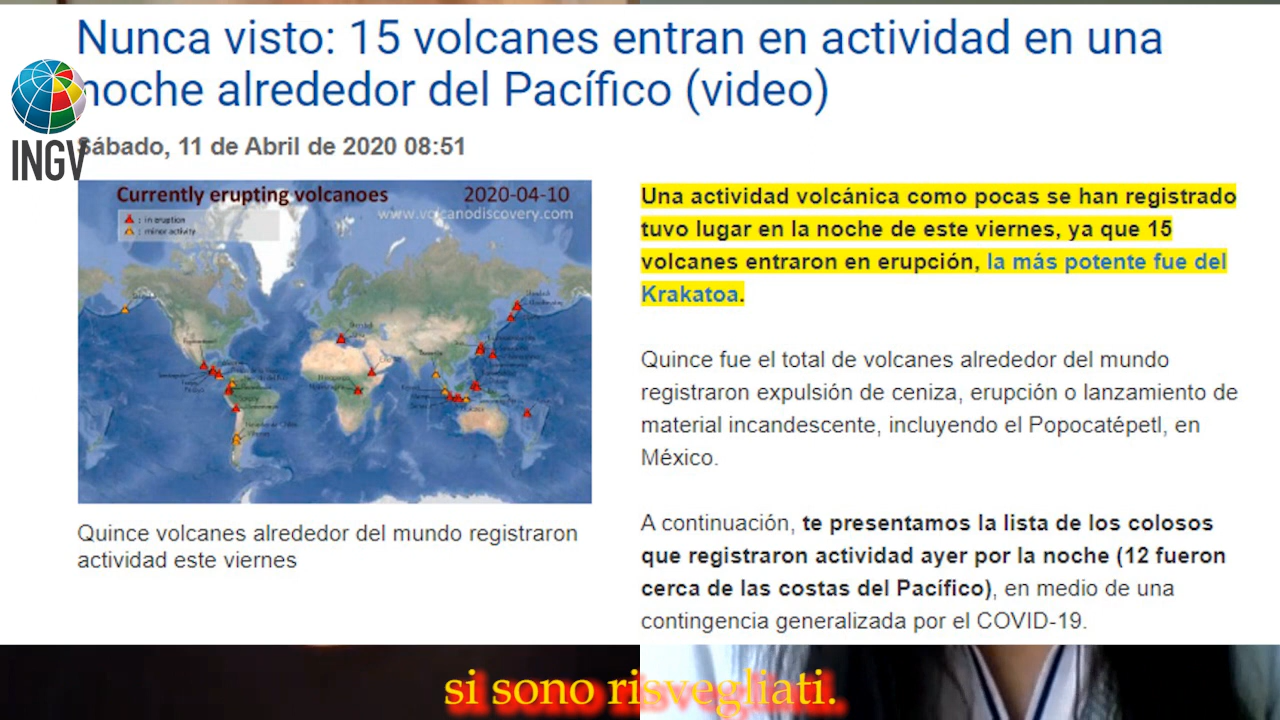 Nunca visto: 15 volcanes entran en actividad en una
noche alrededor del Pacífico (video)
INGV
Sábado, 11 de Abril de 2020 08:51
Currently erupting volcanoes 2020-04-10
www.volcanodiscovery.com
: in eruption
: minor activity
Quince volcanes alrededor del mundo registraron
actividad este viernes
Una actividad volcánica como pocas se han registrado
tuvo lugar en la noche de este viernes, ya que 15
volcanes entraron en erupción, la más potente fue del
Krakatoa.
Quince fue el total de volcanes alrededor del mundo
registraron expulsión de ceniza, erupción o lanzamiento de
material incandescente, incluyendo el Popocatépetl, en
México.
A continuación, te presentamos la lista de los colosos
que registraron actividad ayer por la noche (12 fueron
cerca de las costas del Pacífico), en medio de una
contingencia generalizada por el COVID-19.
si sono risvegliati.